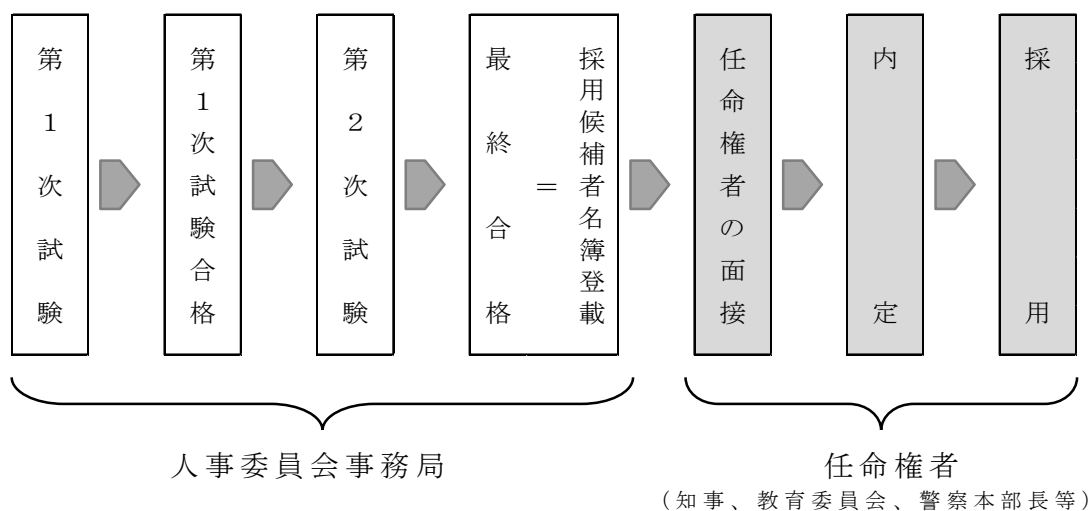 第１次試験
第１次試験合格
第２次試験
最終合格
＝
採用候補者名簿登載
任命権者の面接
内定
採用
人事委員会事務局
任命権者
（知事、教育委員会、警察本部長等）